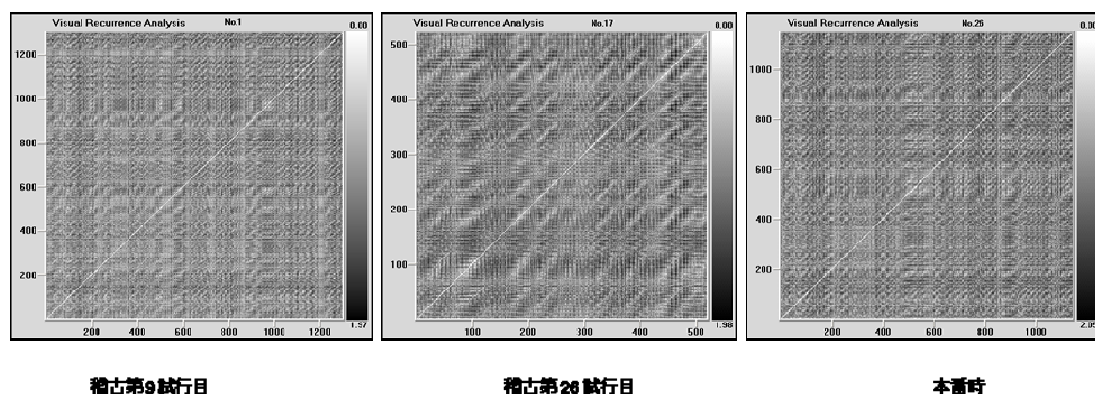 Visual Recurrence Analysis No.1 0.00
1200
1000
800
600
400
200
200 400 600 800 1000 1200
1.57
Visual Recurrence Analysis No.17 0.00
500
400
300
200
100
100 200 300 400 500
1.98
Visual Recurrence Analysis No.25 0.00
1000
800
600
400
200
200 400 600 800 1000
2.05
稽古第9試行目
稽古第26試行目
本番時